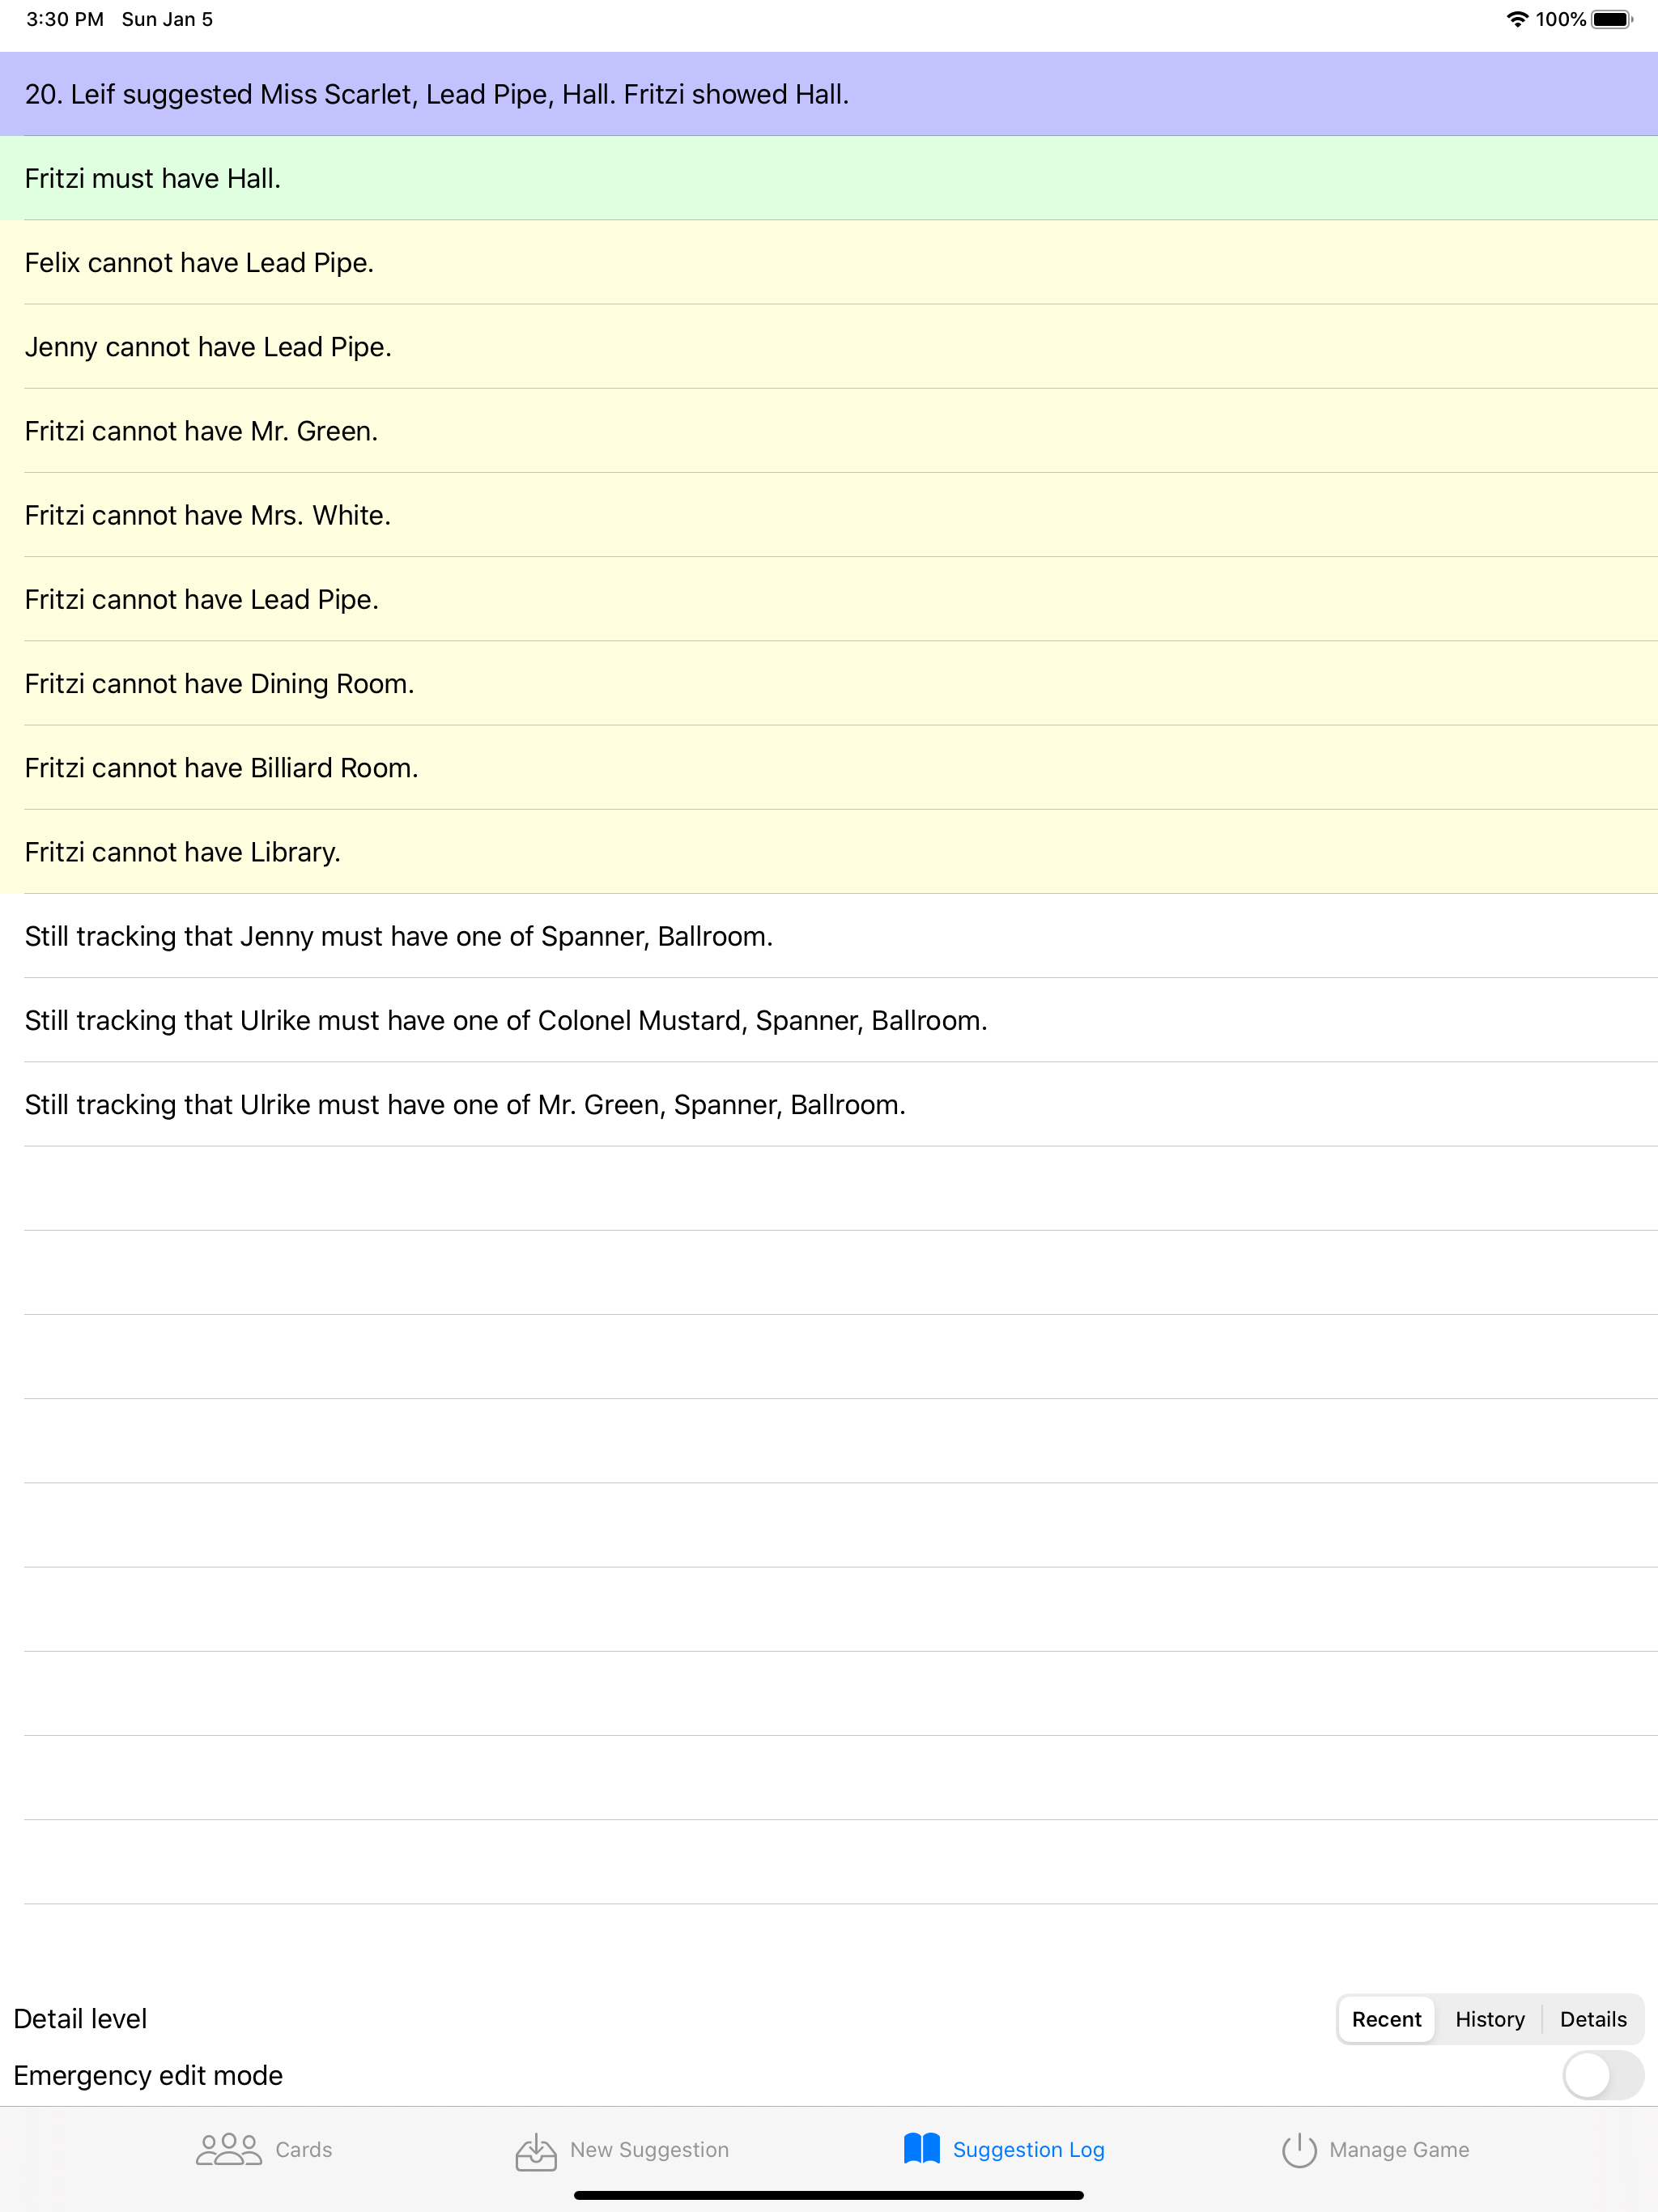 3:30 PM Sun Jan 5 100%
20. Leif suggested Miss Scarlet, Lead Pipe, Hall. Fritzi showed Hall.
Fritzi must have Hall.
Felix cannot have Lead Pipe.
Jenny cannot have Lead Pipe.
Fritzi cannot have Mr. Green.
Fritzi cannot have Mrs. White.
Fritzi cannot have Lead Pipe.
Fritzi cannot have Dining Room.
Fritzi cannot have Billiard Room.
Fritzi cannot have Library.
Still tracking that Jenny must have one of Spanner, Ballroom.
Still tracking that Ulrike must have one of Colonel Mustard, Spanner, Ballroom.
Still tracking that Ulrike must have one of Mr. Green, Spanner, Ballroom.
Detail level Recent History Details
Emergency edit mode
Cards New Suggestion Suggestion Log Manage Game